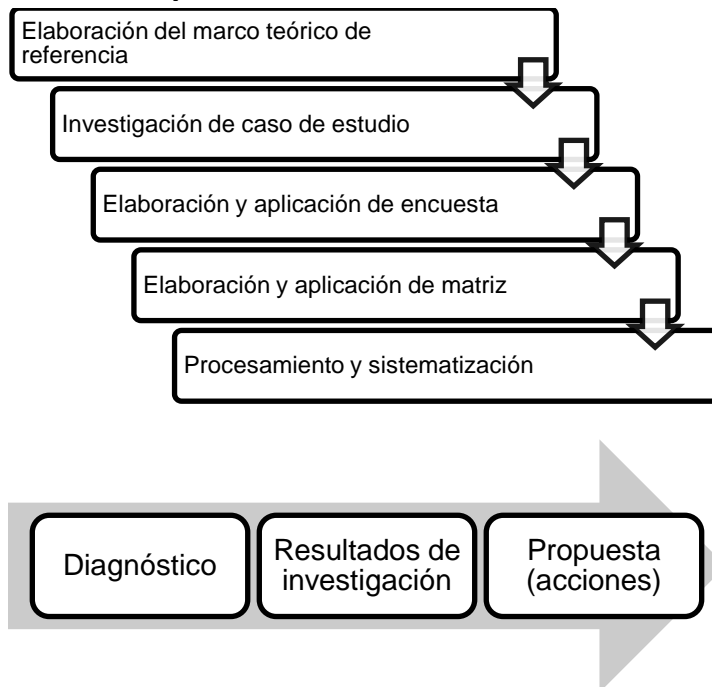 Elaboración del marco teórico de
referencia
Investigación de caso de estudio
Elaboración y aplicación de encuesta
Elaboración y aplicación de matriz
Procesamiento y sistematización
Diagnóstico
Resultados de
investigación
Propuesta
(acciones)